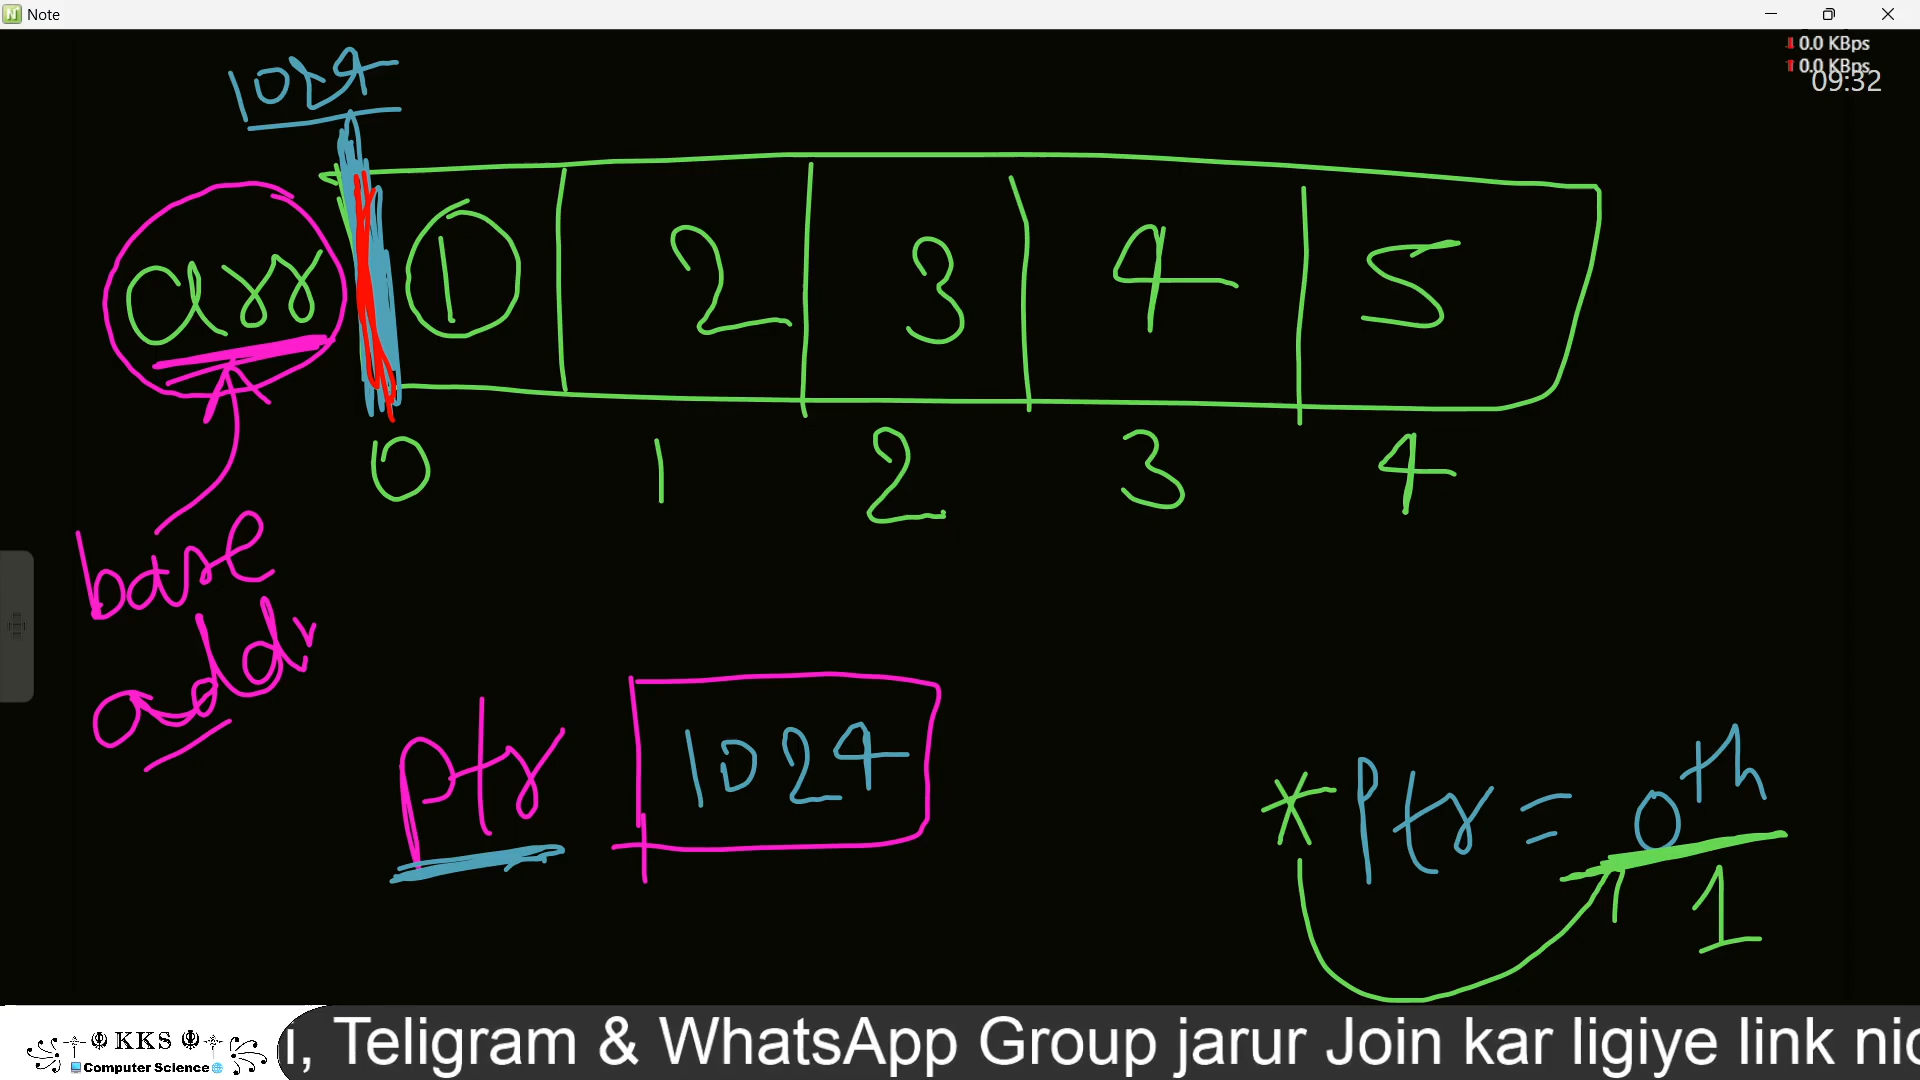 Note
0.0 KBps
0.0 KBps
09:32
1024
arr
1 2 3 4 5
0 1 2 3 4
base
addr
ptr 1024
*Ptr = 0th
1
KKS
Computer Science
, Teligram & WhatsApp Group jarur Join kar ligiye link